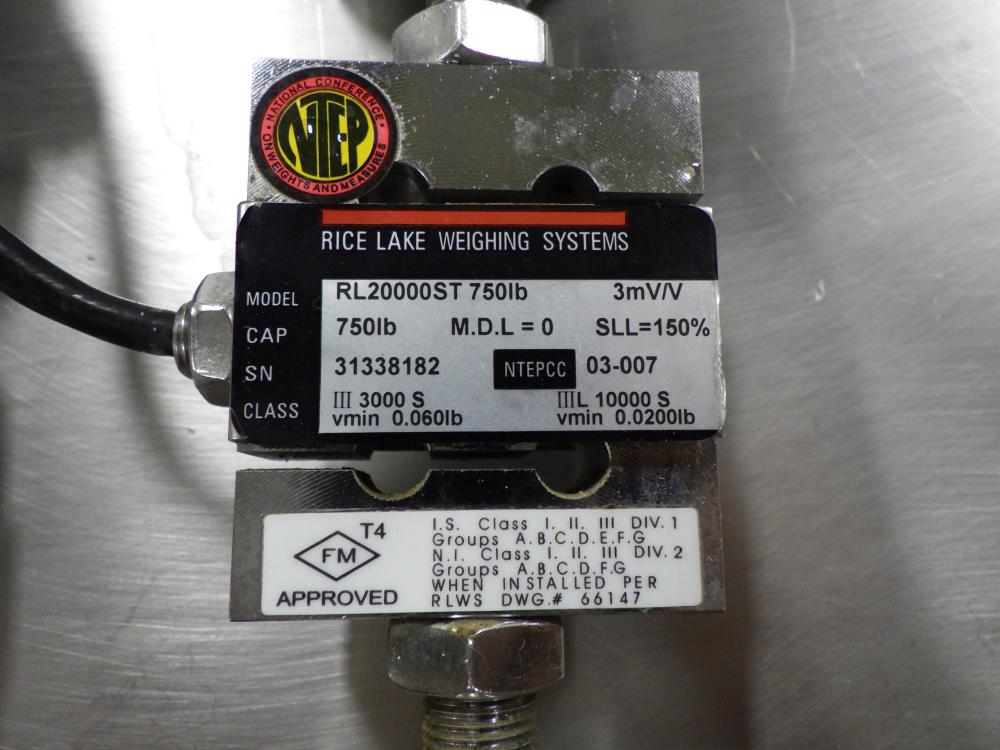 NATIONAL CONFERENCE
NTEP
ON WEIGHTS AND MEASURES
RICE LAKE WEIGHING SYSTEMS
MODEL RL20000ST 750lb 3mV/V
CAP 750lb M.D.L = 0 SLL=150%
SN 31338182 NTEPCC 03-007
CLASS III 3000 S IIIL 10000 S
vmin 0.060lb vmin 0.0200lb
FM T4
APPROVED
I.S. Class I. II. III DIV. 1
Groups A.B.C.D.E.F.G
N.I. Class I. II. III DIV. 2
Groups A.B.C.D.F.G
WHEN INSTALLED PER
RLWS DWG.# 66147